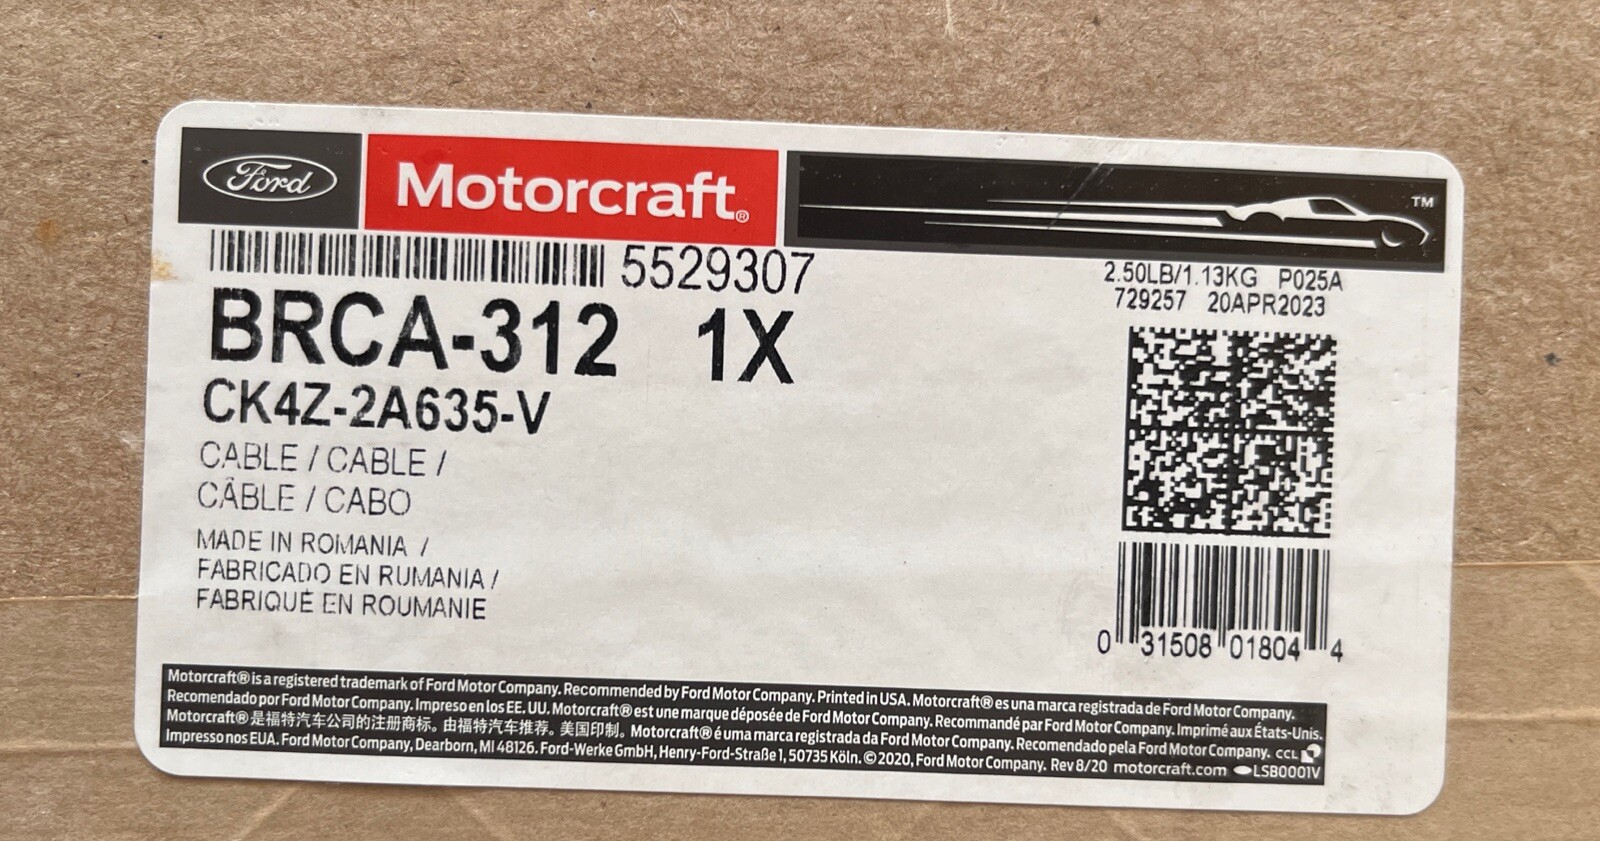 Ford
Motorcraft®
TM
5529307
BRCA-312 1X
CK4Z-2A635-V
CABLE / CABLE /
CÂBLE / CABO
MADE IN ROMANIA /
FABRICADO EN RUMANIA /
FABRIQUÉ EN ROUMANIE
2.50LB/1.13KG P025A
729257 20APR2023
0 31508 01804 4
Motorcraft® is a registered trademark of Ford Motor Company. Recommended by Ford Motor Company. Printed in USA. Motorcraft® es una marca registrada de Ford Motor Company.
Recomendado por Ford Motor Company. Impreso en los EE. UU. Motorcraft® est une marque déposée de Ford Motor Company. Recommandé par Ford Motor Company. Imprimé aux États-Unis.
Motorcraft® 是福特汽车公司的注册商标。由福特汽车推荐。美国印制。Motorcraft® é uma marca registrada da Ford Motor Company. Recomendado pela Ford Motor Company. CCL
Impresso nos EUA. Ford Motor Company, Dearborn, MI 48126. Ford-Werke GmbH, Henry-Ford-Straße 1, 50735 Köln. © 2020, Ford Motor Company. Rev 8/20 motorcraft.com LSB0001V